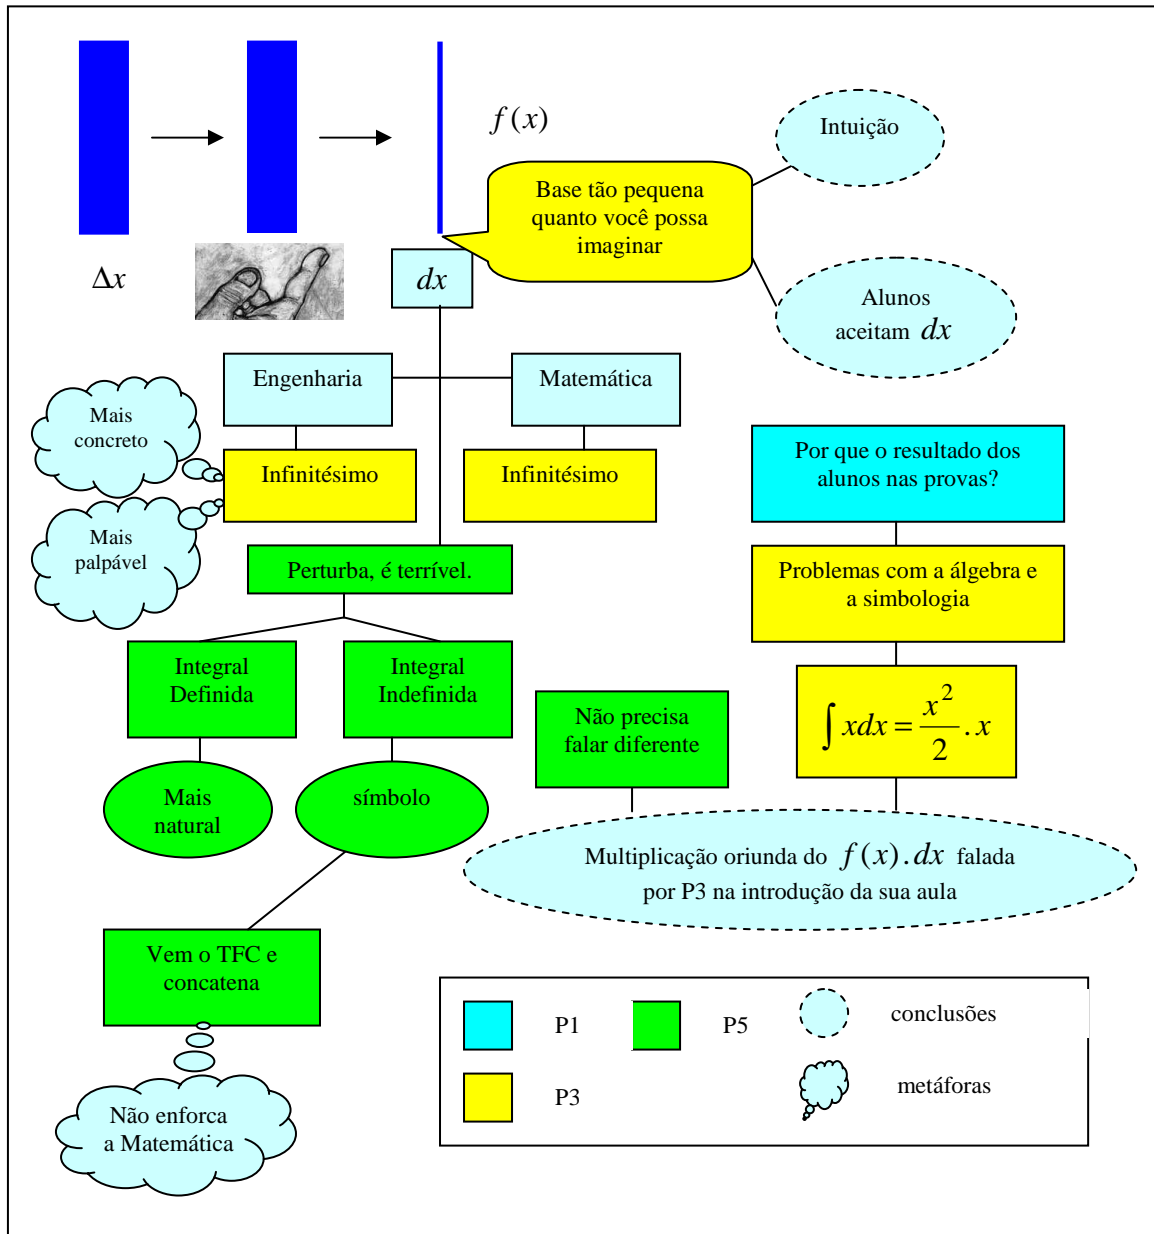 f(x)
Intuição
Base tão pequena
quanto você possa
imaginar
Δx
dx
Alunos
aceitam dx
Engenharia
Matemática
Mais
concreto
Infinitésimo
Infinitésimo
Por que o resultado dos
alunos nas provas?
Mais
palpável
Perturba, é terrível.
Problemas com a álgebra e
a simbologia
Integral
Definida
Integral
Indefinida
Não precisa
falar diferente
∫ xdx = x²/2 . x
Mais
natural
símbolo
Multiplicação oriunda do f(x).dx falada
por P3 na introdução da sua aula
Vem o TFC e
concatena
Não enforca
a Matemática
P1
P5
conclusões
P3
metáforas